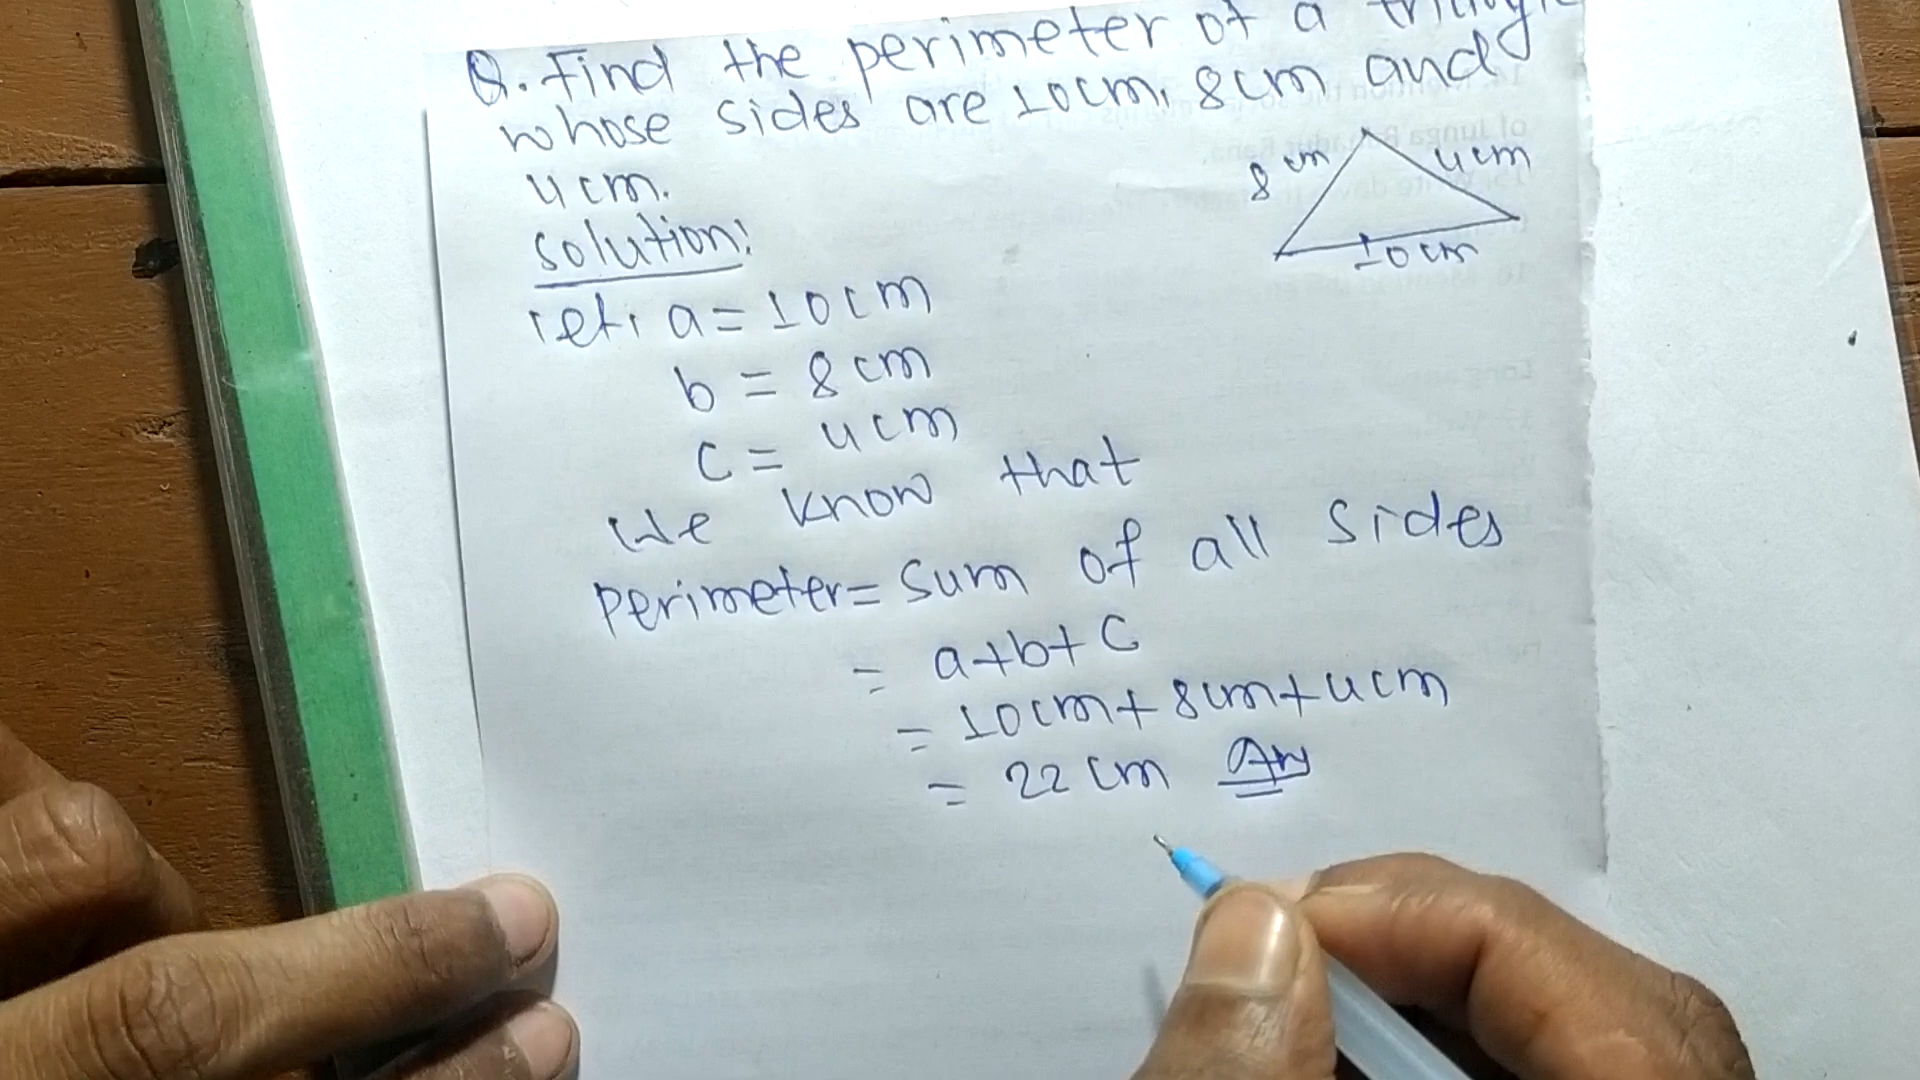 Q. Find the perimeter of a triangle
whose sides are 10cm, 8cm and
4cm.
8 cm
4cm
10cm
Solution:
let, a = 10cm
b = 8cm
c = 4cm
We know that
Perimeter = Sum of all sides
= a+b+c
= 10cm + 8cm + 4cm
= 22 cm Ans